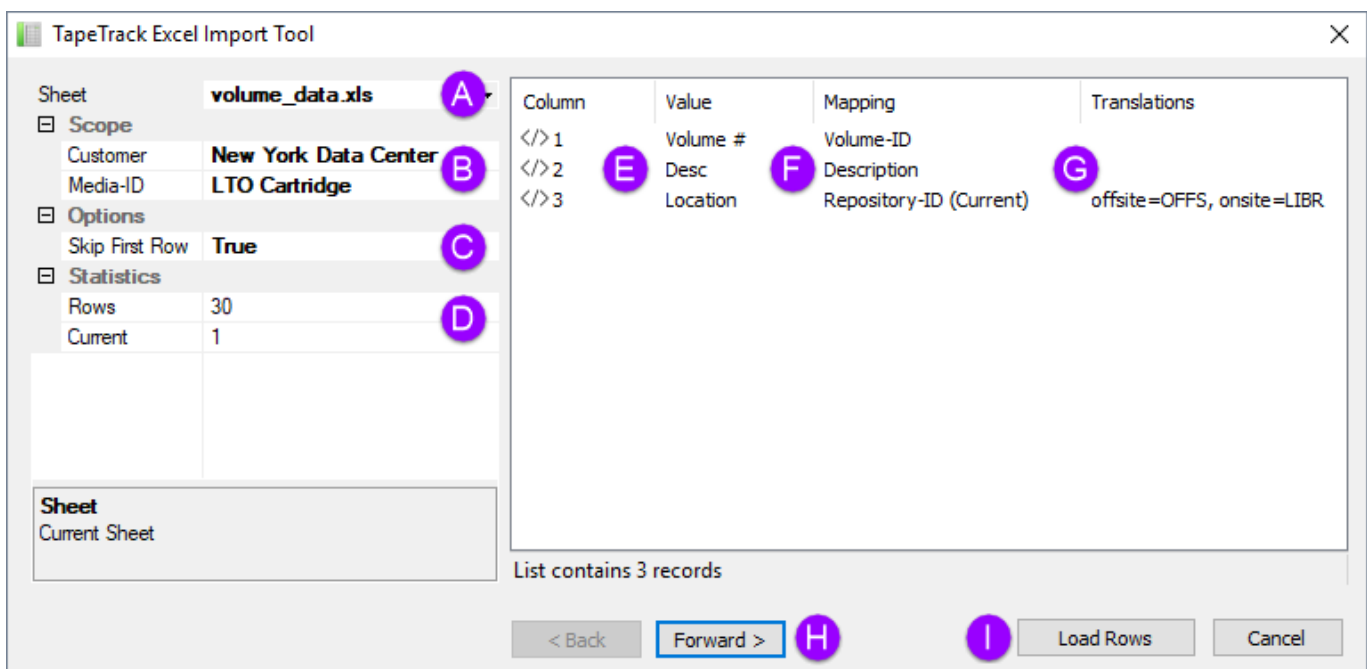 TapeTrack Excel Import Tool
Sheet volume_data.xls A
Scope
Customer New York Data Center
B
Media-ID LTO Cartridge
Options
Skip First Row True C
Statistics
Rows 30
D
Current 1
Sheet
Current Sheet
Column Value Mapping Translations
</>1 Volume # Volume-ID
</>2 E Desc F Description G
</>3 Location Repository-ID (Current) offsite=OFFS, onsite=LIBR
List contains 3 records
< Back Forward > H I Load Rows Cancel